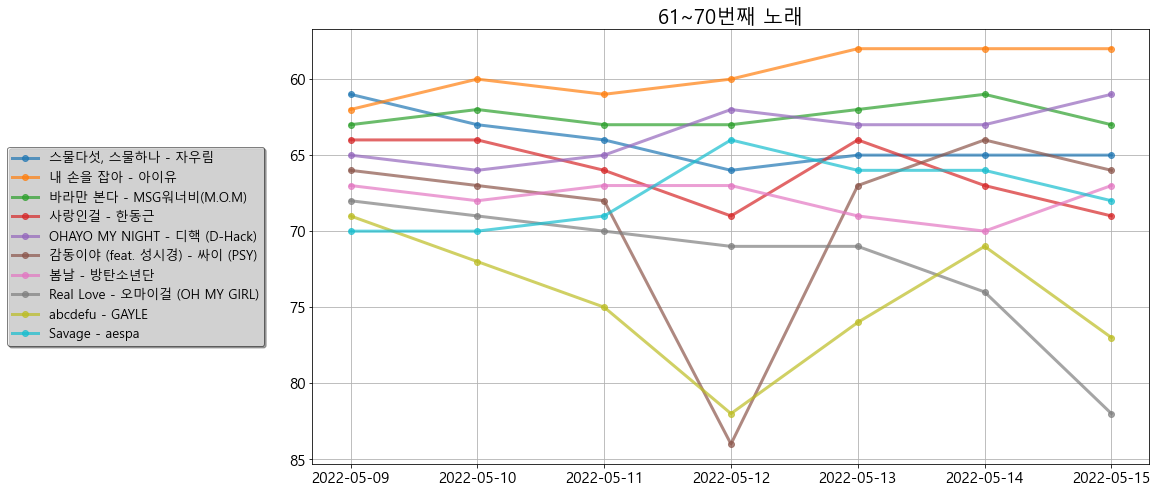 61~70번째 노래
스물다섯, 스물하나 - 자우림
내 손을 잡아 - 아이유
바라만 본다 - MSG워너비(M.O.M)
사랑인걸 - 한동근
OHAYO MY NIGHT - 디핵 (D-Hack)
감동이야 (feat. 성시경) - 싸이 (PSY)
봄날 - 방탄소년단
Real Love - 오마이걸 (OH MY GIRL)
abcdefu - GAYLE
Savage - aespa
60
65
70
75
80
85
2022-05-09 2022-05-10 2022-05-11 2022-05-12 2022-05-13 2022-05-14 2022-05-15